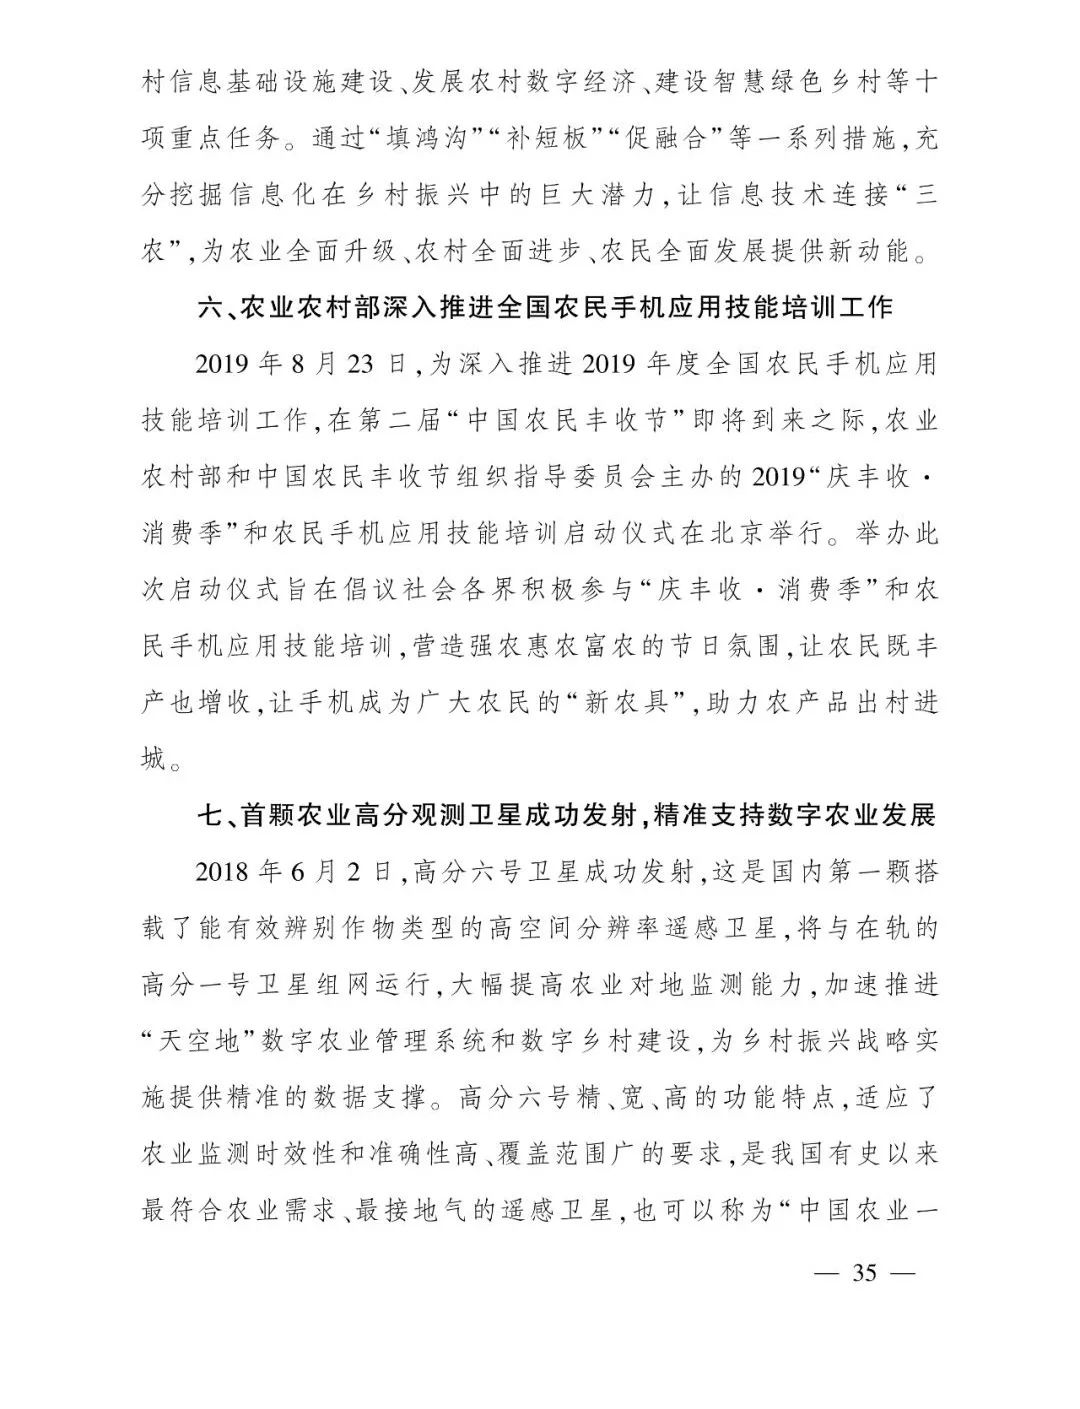 村信息基础设施建设、发展农村数字经济、建设智慧绿色乡村等十
项重点任务。通过“填鸿沟”“补短板”“促融合”等一系列措施,充
分挖掘信息化在乡村振兴中的巨大潜力,让信息技术连接“三
农”,为农业全面升级、农村全面进步、农民全面发展提供新动能。
六、农业农村部深入推进全国农民手机应用技能培训工作
2019 年 8 月 23 日,为深入推进 2019 年度全国农民手机应用
技能培训工作,在第二届“中国农民丰收节”即将到来之际,农业
农村部和中国农民丰收节组织指导委员会主办的 2019“庆丰收·
消费季”和农民手机应用技能培训启动仪式在北京举行。举办此
次启动仪式旨在倡议社会各界积极参与“庆丰收·消费季”和农
民手机应用技能培训,营造强农惠农富农的节日氛围,让农民既丰
产也增收,让手机成为广大农民的“新农具”,助力农产品出村进
城。
七、首颗农业高分观测卫星成功发射,精准支持数字农业发展
2018 年 6 月 2 日,高分六号卫星成功发射,这是国内第一颗搭
载了能有效辨别作物类型的高空间分辨率遥感卫星,将与在轨的
高分一号卫星组网运行,大幅提高农业对地监测能力,加速推进
“天空地”数字农业管理系统和数字乡村建设,为乡村振兴战略实
施提供精准的数据支撑。高分六号精、宽、高的功能特点,适应了
农业监测时效性和准确性高、覆盖范围广的要求,是我国有史以来
最符合农业需求、最接地气的遥感卫星,也可以称为“中国农业一
— 35 —